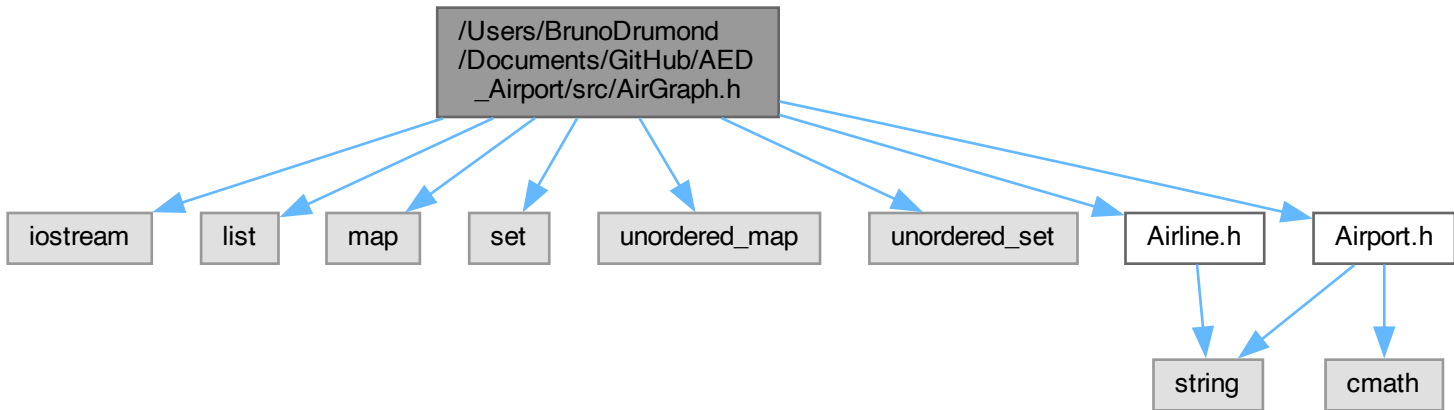 /Users/BrunoDrumond
/Documents/GitHub/AED
_Airport/src/AirGraph.h
iostream
list
map
set
unordered_map
unordered_set
Airline.h
Airport.h
string
cmath